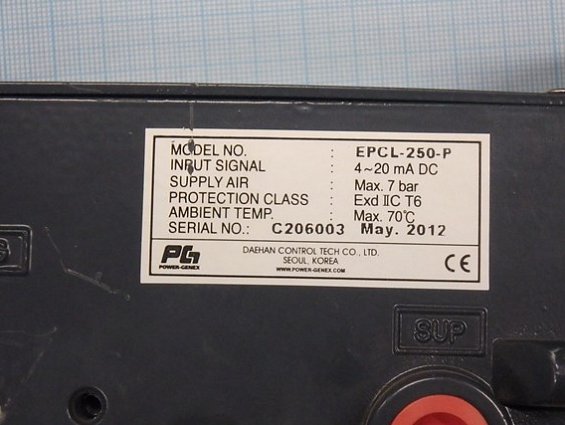 MODEL NO. : EPCL-250-P
INPUT SIGNAL : 4~20 mA DC
SUPPLY AIR : Max. 7 bar
PROTECTION CLASS : Exd IIC T6
AMBIENT TEMP. : Max. 70℃
SERIAL NO.: C206003 May. 2012
PG
POWER-GENEX
DAEHAN CONTROL TECH CO., LTD.
SEOUL, KOREA
WWW.POWER-GENEX.COM
CE
SUP